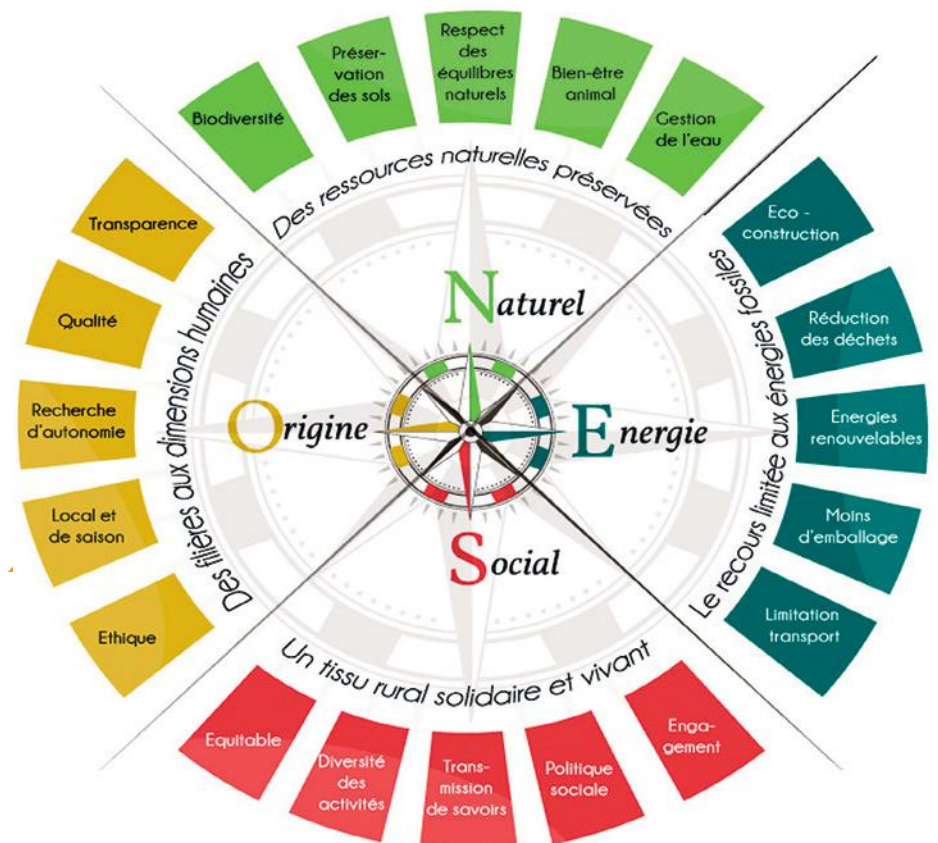 Biodiversité
Préser-
vation
des sols
Respect
des
équilibres
naturels
Bien-être
animal
Gestion
de l'eau
Des ressources naturelles préservées
Naturel
Eco -
construction
Réduction
des déchets
Energies
renouvelables
Moins
d'emballage
Limitation
transport
Le recours limitée aux énergies fossiles
Energie
Enga-
gement
Politique
sociale
Trans-
mission
de savoirs
Diversité
des
activités
Equitable
Un tissu rural solidaire et vivant
Social
Ethique
Local et
de saison
Recherche
d'autonomie
Qualité
Transparence
Des filières aux dimensions humaines
Origine